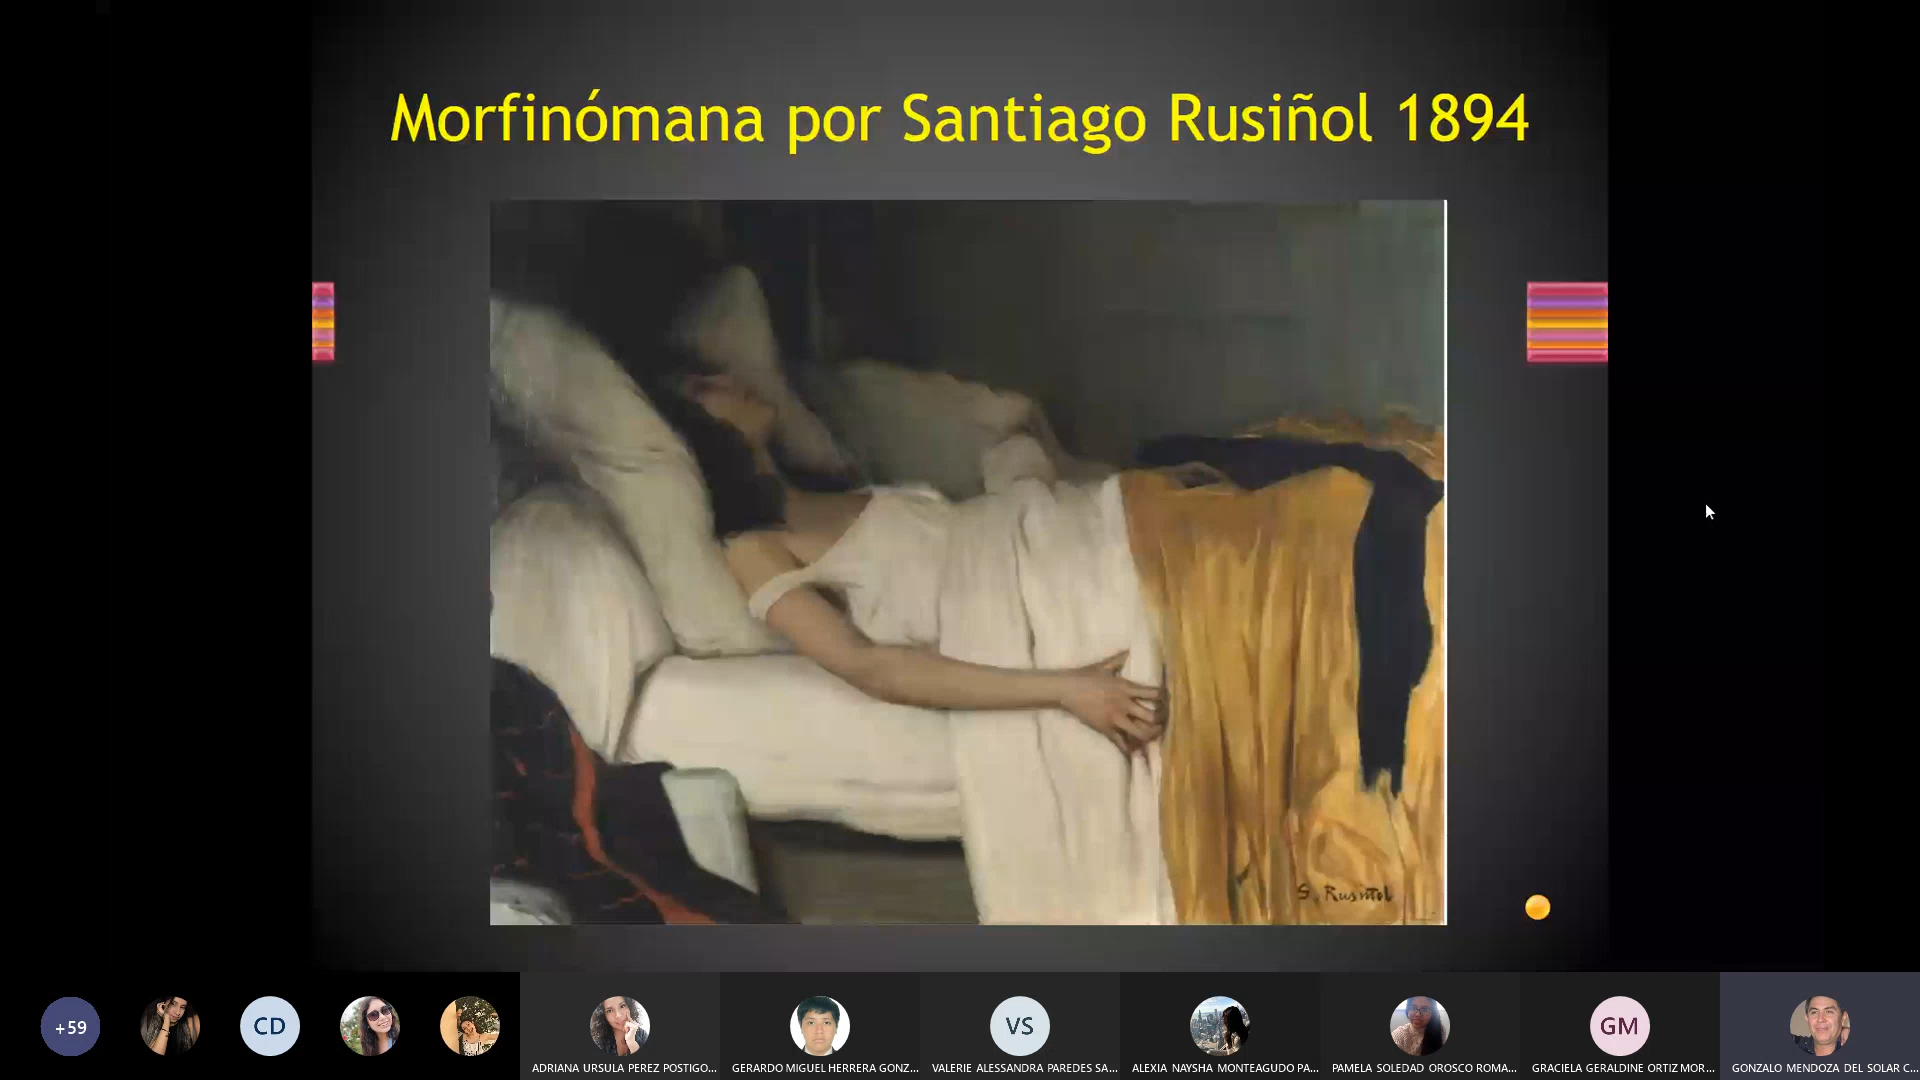 Morfinómana por Santiago Rusiñol 1894
S. Rusiñol
+59
CD
VS
GM
ADRIANA URSULA PEREZ POSTIGO...
GERARDO MIGUEL HERRERA GONZ...
VALERIE ALESSANDRA PAREDES SA...
ALEXIA NAYSHA MONTEAGUDO PA...
PAMELA SOLEDAD OROSCO ROMA...
GRACIELA GERALDINE ORTIZ MOR...
GONZALO MENDOZA DEL SOLAR C...